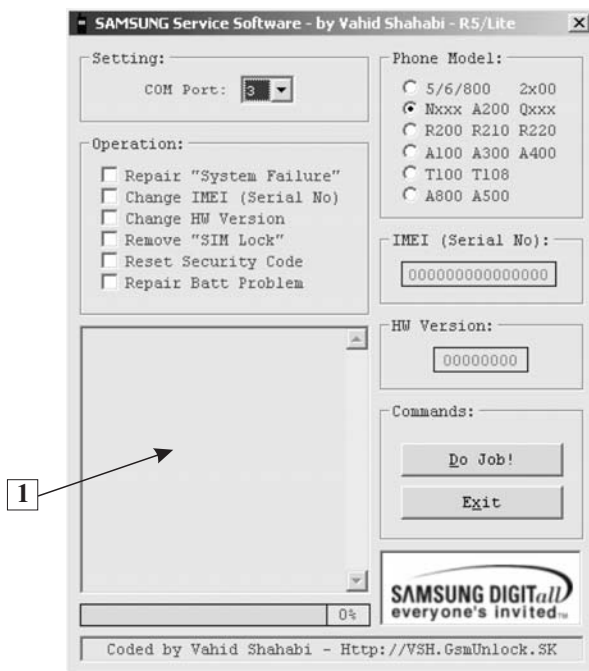 SAMSUNG Service Software - by Vahid Shahabi - R5/Lite
Setting:
COM Port: 3
Operation:
Repair "System Failure"
Change IMEI (Serial No)
Change HW Version
Remove "SIM Lock"
Reset Security Code
Repair Batt Problem
Phone Model:
5/6/800 2x00
Nxxx A200 Qxxx
R200 R210 R220
A100 A300 A400
T100 T108
A800 A500
IMEI (Serial No):
000000000000000
HW Version:
00000000
Commands:
Do Job!
Exit
1
0%
SAMSUNG DIGITall
everyone's invited™
Coded by Vahid Shahabi - Http://VSH.GsmUnlock.SK